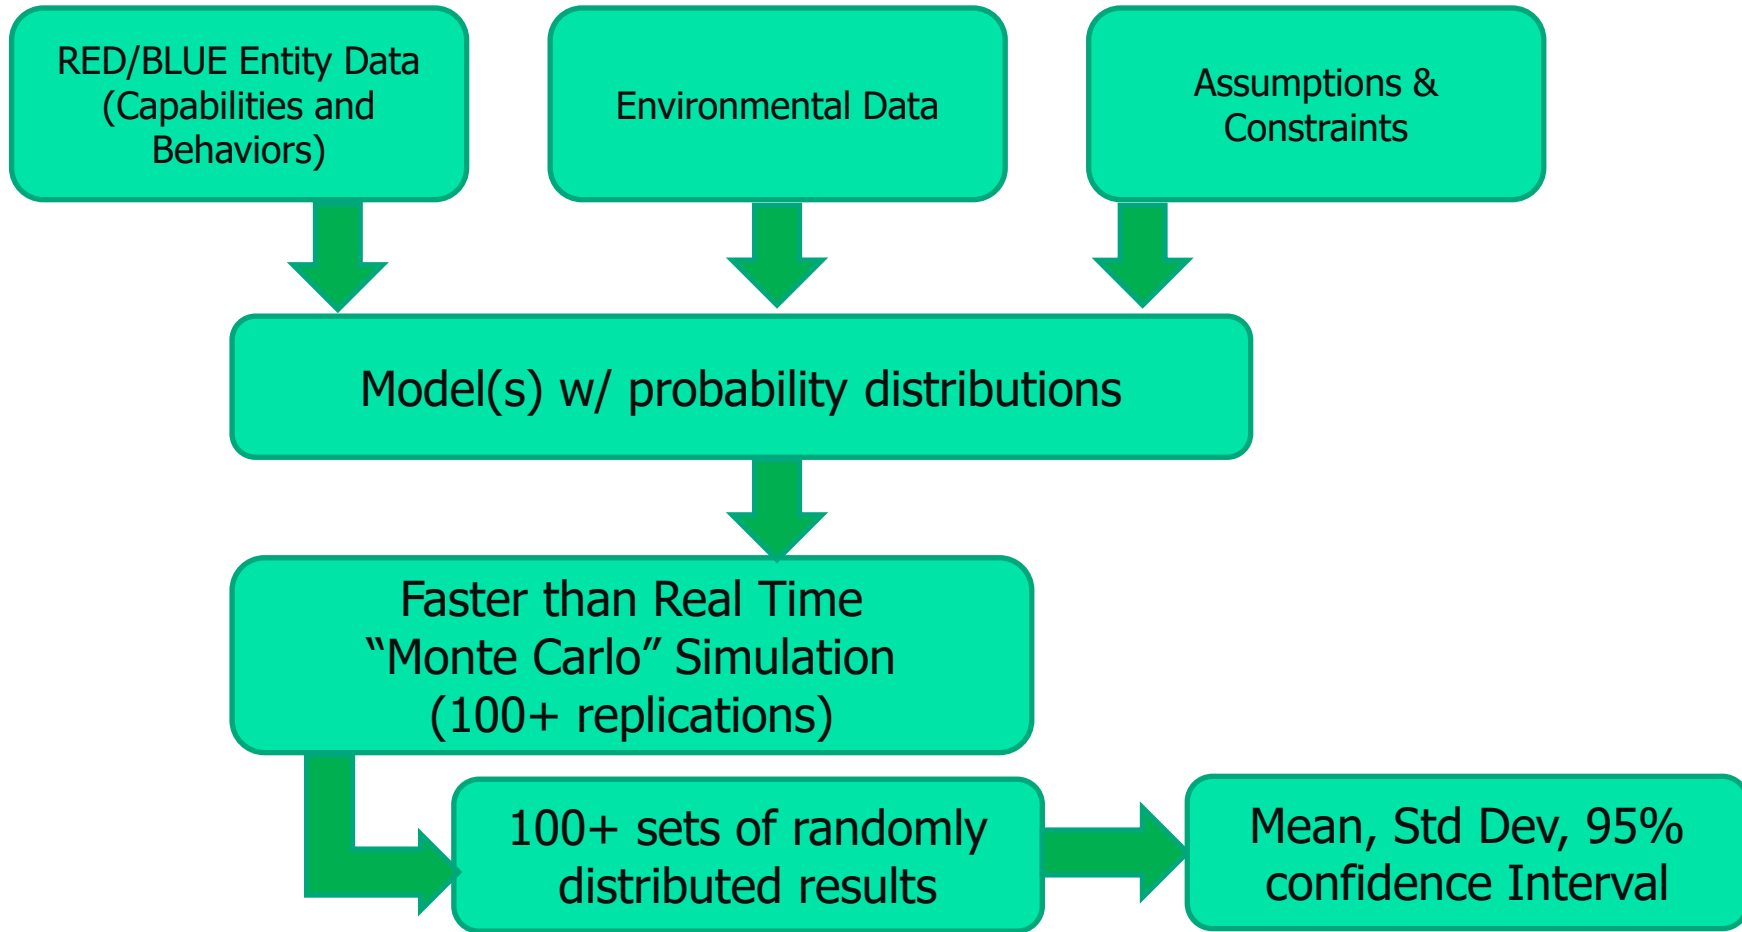 RED/BLUE Entity Data
(Capabilities and
Behaviors)
Environmental Data
Assumptions &
Constraints
Model(s) w/ probability distributions
Faster than Real Time
“Monte Carlo” Simulation
(100+ replications)
100+ sets of randomly
distributed results
Mean, Std Dev, 95%
confidence Interval